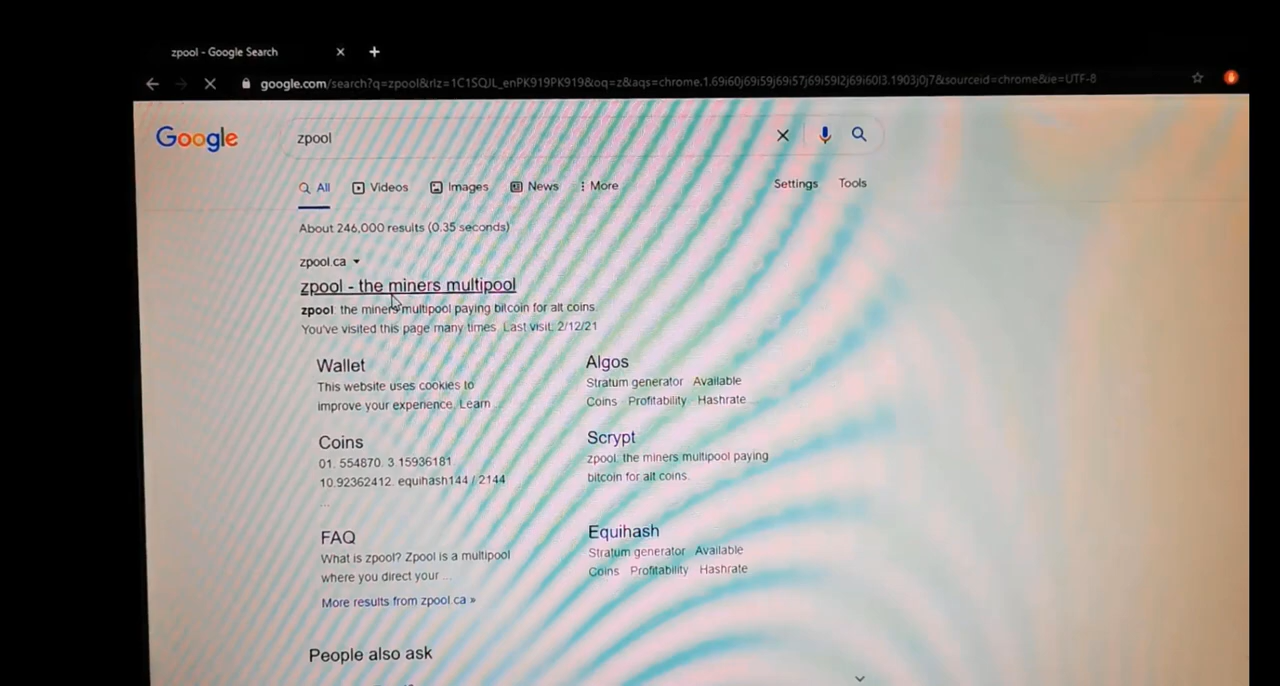 zpool - Google Search
google.com/search?q=zpool&rlz=1C1SQJL_enPK919PK919&oq=z&aqs=chrome.1.69i60j69i59j69i57j69i59l2j69i60l3.1903j0j7&sourceid=chrome&ie=UTF-8
Google
zpool
All Videos Images News More
Settings Tools
About 246,000 results (0.35 seconds)
zpool.ca
zpool - the miners multipool
zpool. the miners multipool paying bitcoin for alt coins.
You've visited this page many times. Last visit: 2/12/21
Wallet
This website uses cookies to
improve your experience. Learn ...
Algos
Stratum generator · Available
Coins · Profitability · Hashrate ...
Coins
01. 554870. 3.15936181.
10.92362412. equihash144 / 2144
...
Scrypt
zpool. the miners multipool paying
bitcoin for alt coins.
FAQ
What is zpool? Zpool is a multipool
where you direct your ...
Equihash
Stratum generator · Available
Coins · Profitability · Hashrate
More results from zpool.ca »
People also ask